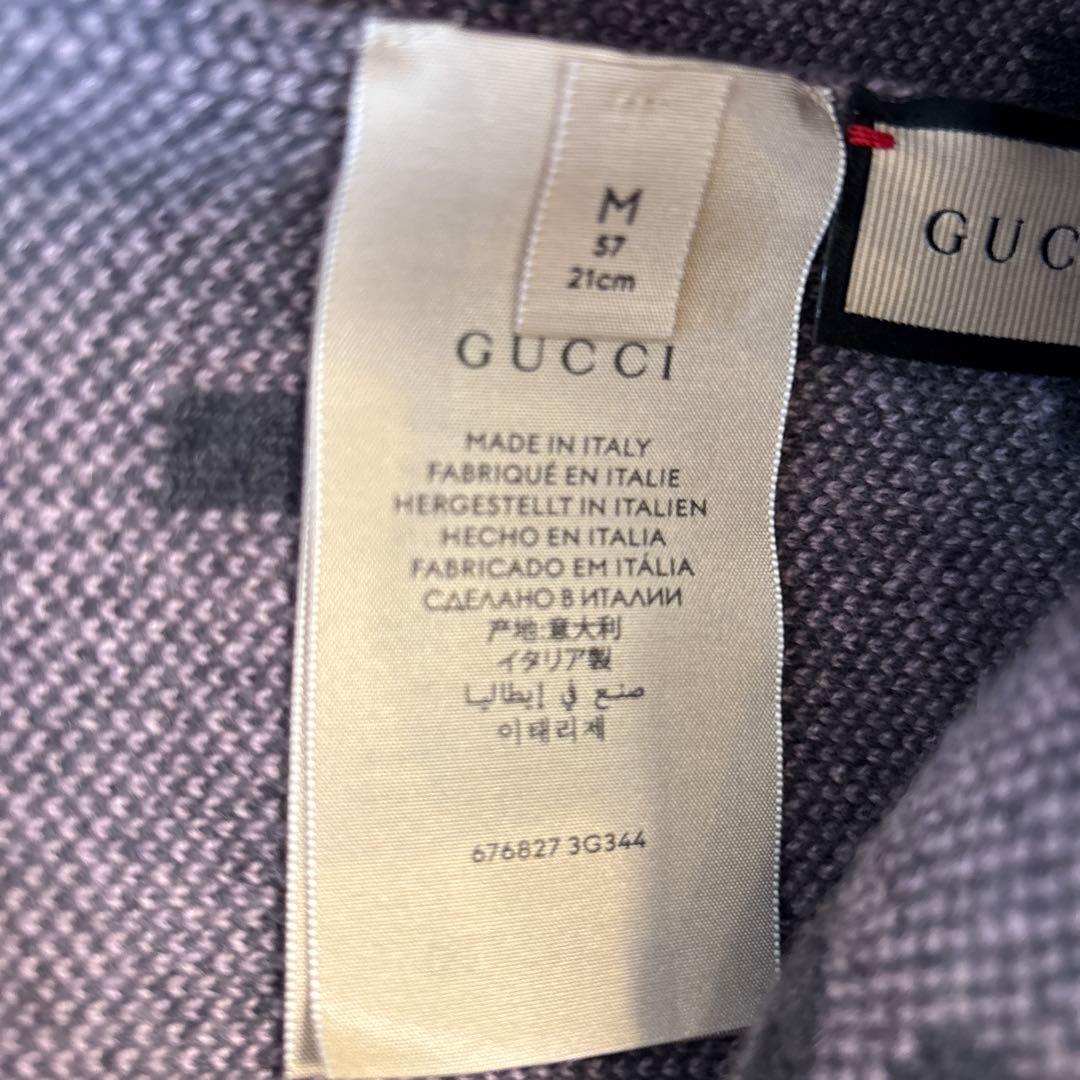 M
57
21cm
GUCCI
MADE IN ITALY
FABRIQUÉ EN ITALIE
HERGESTELLT IN ITALIEN
HECHO EN ITALIA
FABRICADO EM ITÁLIA
СДЕЛАНО В ИТАЛИИ
产地:意大利
イタリア製
صنع في إيطاليا
이태리제
676827 3G344
GUC